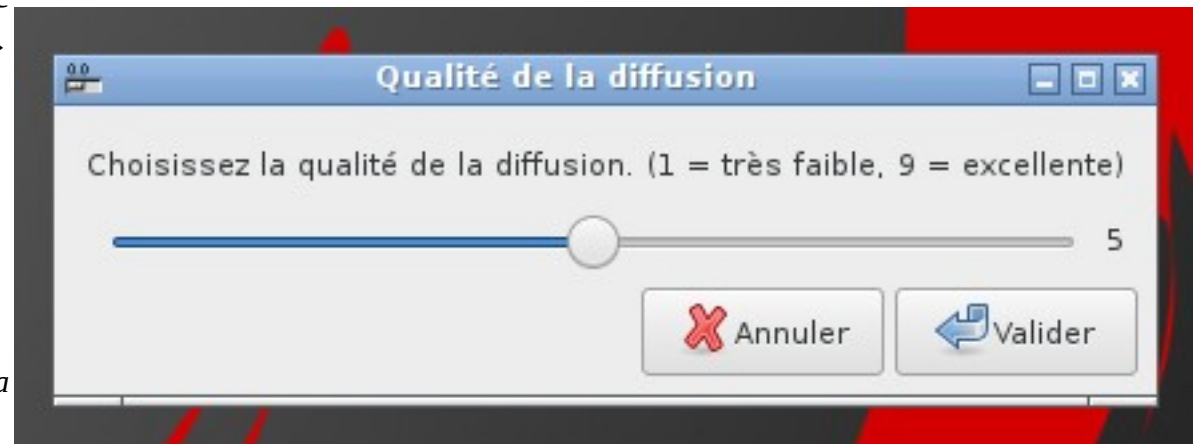 Qualité de la diffusion
Choisissez la qualité de la diffusion. (1 = très faible, 9 = excellente)
5
Annuler
Valider
a